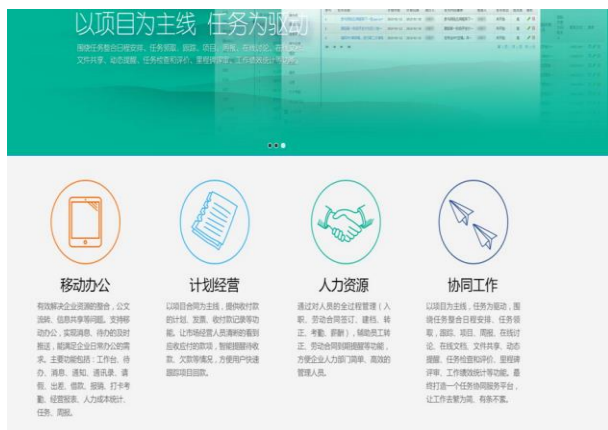 以项目为主线 任务为驱动
围绕任务整合日程安排、任务领取、跟踪、项目、周报、在线讨论、在线文档、
文件共享、动态提醒、任务检查和评价、里程碑评审、工作绩效统计等功能。
移动办公
有效解决企业资源的整合，公文
流转、信息共享等问题。支持移
动办公，实现消息、待办的及时
推送，能满足企业日常办公的需
求。主要功能包括：工作台、待
办、消息、通知、通讯录、请
假、出差、借款、报销、打卡考
勤、经营报表、人力成本统计、
任务、周报。
计划经营
以项目合同为主线，提供收付款
的计划、发票、收付款记录等功
能。让市场经营人员清晰的看到
应收应付的款项，智能提醒待收
款、欠款等情况，方便用户快速
跟踪项目回款。
人力资源
通过对人员的全过程管理（入
职、劳动合同签订、建档、转
正、考勤、薪酬），辅助员工转
正、劳动合同到期提醒等功能，
方便企业人力部门简单、高效的
管理人员。
协同工作
以项目为主线，任务为驱动，围
绕任务整合日程安排、任务领
取，跟踪、项目、周报、在线讨
论、在线文档、文件共享、动态
提醒、任务检查和评价、里程碑
评审、工作绩效统计等功能。最
终打造一个任务协同服务平台，
让工作去繁为简、有条不紊。